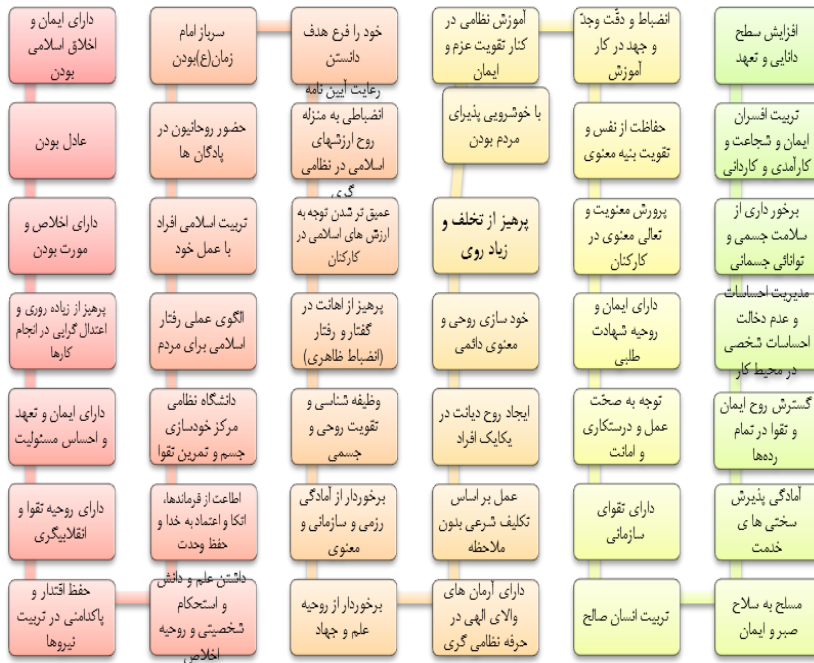 دارای ایمان و
اخلاق اسلامی
بودن
عادل بودن
دارای اخلاص و
مورت بودن
پرهیز از زیاده روری و
اعتدال گرایی در انجام
کارها
دارای ایمان و تعهد
و احساس مسئولیت
دارای روحیه تقوا و
انقلابیگری
حفظ اقتدار و
پاکدامنی در تربیت
نیروها
داشتن علم و دانش
و استحکام
شخصیتی و روحیه
اخلاص
اطاعت از فرماندها،
اتکا و اعتماد به خدا و
حفظ وحدت
دانشگاه نظامی
مرکز خودسازی
جسم و تمرین تقوا
الگوی عملی رفتار
اسلامی برای مردم
تربیت اسلامی افراد
با عمل خود
حضور روحانیون در
پادگان ها
سرباز امام
زمان(ع)بودن
خود را فرع هدف
دانستن
رعایت آیین نامه
انضباطی به منزله
روح ارزشهای
اسلامی در نظامی
گری
عمیق تر شدن توجه به
ارزش های اسلامی در
کارکنان
پرهیز از اهانت در
گفتار و رفتار
(انضباط ظاهری)
وظیفه شناسی و
تقویت روحی و
جسمی
برخوردار از آمادگی
رزمی و سازمانی و
معنوی
برخوردار از روحیه
علم و جهاد
دارای آرمان های
والای الهی در
حرفه نظامی گری
عمل بر اساس
تکلیف شرعی بدون
ملاحظه
ایجاد روح دیانت در
یکایک افراد
خود سازی روحی و
معنوی دائمی
پرهیز از تخلف و
زیاد روی
با خوشرویی پذیرای
مردم بودن
آموزش نظامی در
کنار تقویت عزم و
ایمان
انضباط و دقّت وجدّ
و جهد در کار
آموزش
حفاظت از نفس و
تقویت بنیه معنوی
پرورش معنویت و
تعالی معنوی در
کارکنان
دارای ایمان و
روحیه شهادت
طلبی
توجه به صحّت
عمل و درستکاری
و امانت
دارای تقوای
سازمانی
تربیت انسان صالح
مسلح به سلاح
صبر و ایمان
آمادگی پذیرش
سختی ها ی
خدمت
گسترش روح ایمان
و تقوا در تمام
رده‌ها
مدیریت احساسات
و عدم دخالت
احساسات شخصی
در محیط کار
برخور داری از
سلامت جسمی و
توانائی جسمانی
تربیت افسران
ایمان و شجاعت و
کارآمدی و کاردانی
افزایش سطح
دانایی و تعهد